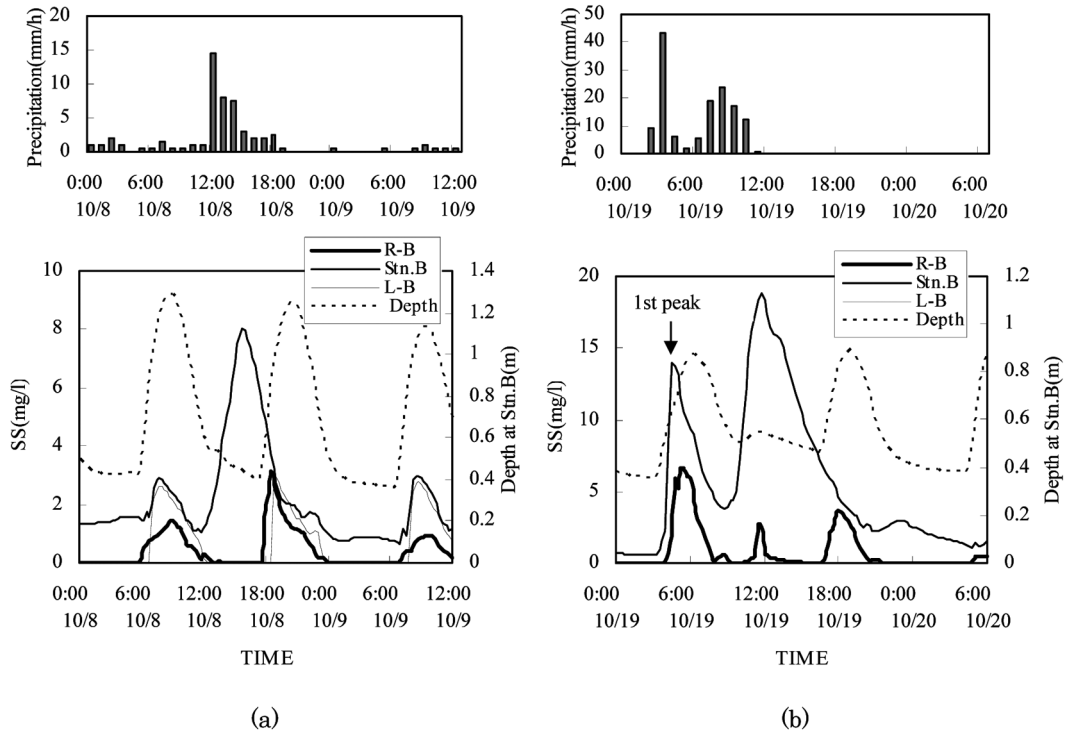 20
15
10
5
0
Precipitation(mm/h)
0:00 6:00 12:00 18:00 0:00 6:00 12:00
10/8 10/8 10/8 10/8 10/9 10/9 10/9
50
40
30
20
10
0
Precipitation(mm/h)
0:00 6:00 12:00 18:00 0:00 6:00
10/19 10/19 10/19 10/19 10/20 10/20
R-B
Stn.B
L-B
Depth
10
8
6
4
2
0
SS(mg/l)
1.4
1.2
1
0.8
0.6
0.4
0.2
0
Depth at Stn.B(m)
0:00 6:00 12:00 18:00 0:00 6:00 12:00
10/8 10/8 10/8 10/8 10/9 10/9 10/9
TIME
(a)
R-B
Stn.B
L-B
Depth
1st peak
20
15
10
5
0
SS(mg/l)
1.2
1
0.8
0.6
0.4
0.2
0
Depth at Stn.B(m)
0:00 6:00 12:00 18:00 0:00 6:00
10/19 10/19 10/19 10/19 10/20 10/20
TIME
(b)